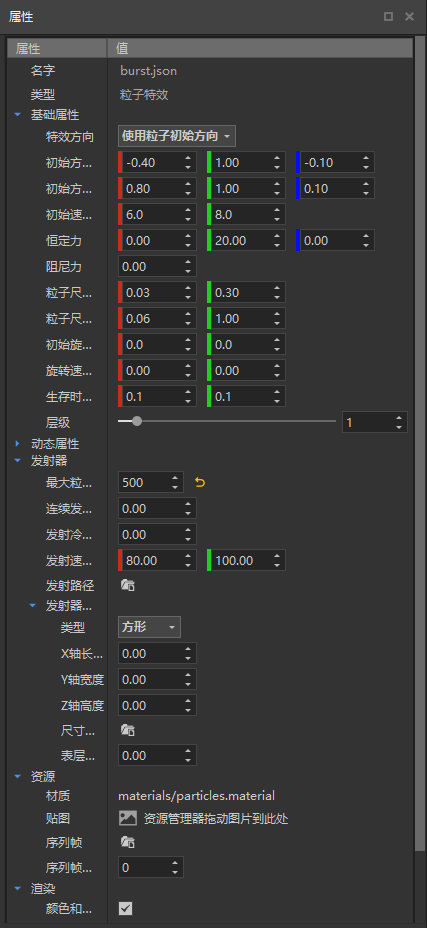 属性
属性 值
名字 burst.json
类型 粒子特效
基础属性
特效方向 使用粒子初始方向
初始方... -0.40 1.00 -0.10
初始方... 0.80 1.00 0.10
初始速... 6.0 8.0
恒定力 0.00 20.00 0.00
阻尼力 0.00
粒子尺... 0.03 0.30
粒子尺... 0.06 1.00
初始旋... 0.0 0.0
旋转速... 0.00 0.00
生存时... 0.1 0.1
层级 1
动态属性
发射器
最大粒... 500
连续发... 0.00
发射冷... 0.00
发射速... 80.00 100.00
发射路径
发射器...
类型 方形
X轴长... 0.00
Y轴宽度 0.00
Z轴高度 0.00
尺寸...
表层... 0.00
资源
材质 materials/particles.material
贴图 资源管理器拖动图片到此处
序列帧
序列帧... 0
渲染
颜色和...